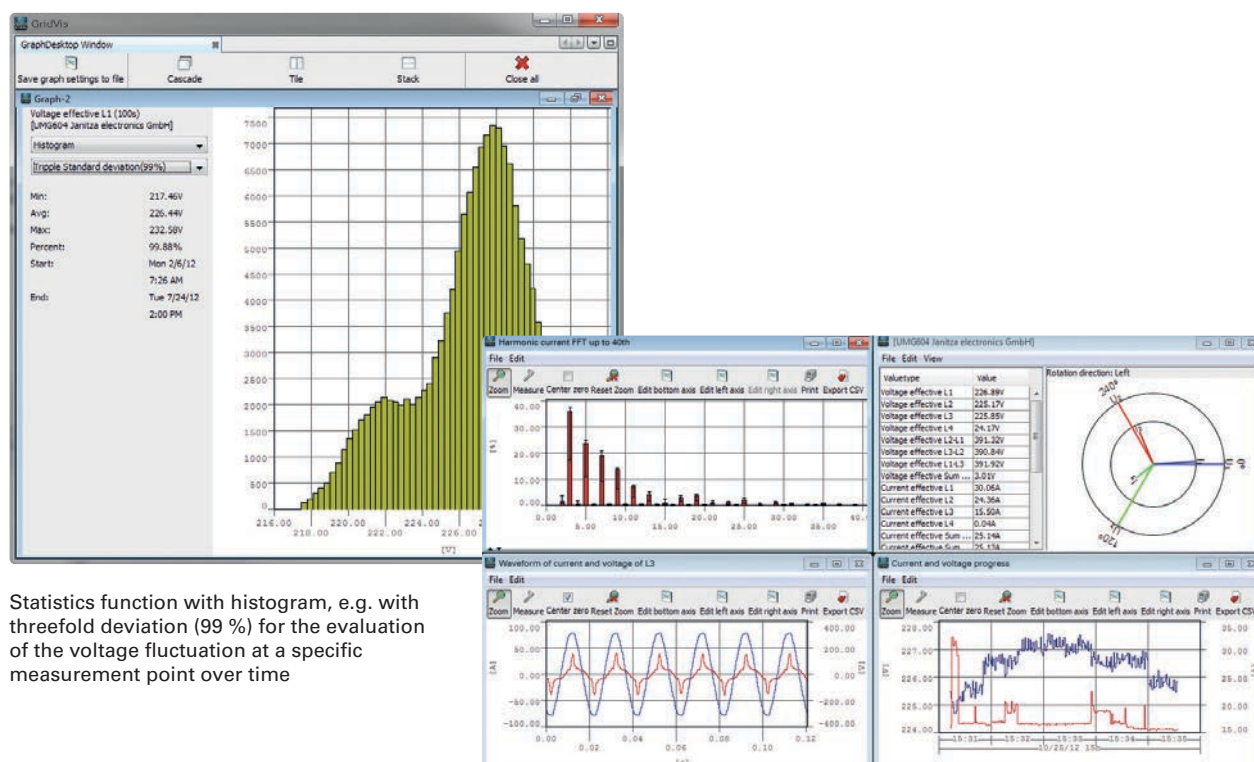 GridVis
GraphDesktop Window
Save graph settings to file Cascade Tile Stack Close all
Graph-2
Voltage effective L1 (100s)
[UMG604 Janitza electronics GmbH]
Histogram
Tripple Standard deviation(99%)
Min: 217.46V
Avg: 226.44V
Max: 232.58V
Percent: 99.88%
Start: Mon 2/6/12
7:26 AM
End: Tue 7/24/12
2:00 PM
7500
7000
6500
6000
5500
5000
4500
4000
3500
3000
2500
2000
1500
1000
500
0
216.00 220.00 224.00
218.00 222.00 226.00
[V]
Harmonic current FFT up to 40th
File Edit
Zoom Measure Center zero Reset Zoom Edit bottom axis Edit left axis Edit right axis Print Export CSV
40.00
30.00
20.00
10.00
0.00
[%]
0.00 10.00 20.00 30.00
5.00 15.00 25.00 35.00
[UMG604 Janitza electronics GmbH]
File Edit View
Valuetype Value
Voltage effective L1 226.89V
Voltage effective L2 225.17V
Voltage effective L3 225.85V
Voltage effective L4 24.17V
Voltage effective L2-L1 391.32V
Voltage effective L3-L2 390.84V
Voltage effective L1-L3 391.92V
Voltage effective Sum ... 3.01V
Current effective L1 30.06A
Current effective L2 24.36A
Current effective L3 15.50A
Current effective L4 0.04A
Current effective Sum ... 25.14A
Current effective Sum 25.13A
Rotation direction: Left
240°
0°
120°
Waveform of current and voltage of L3
File Edit
Zoom Measure Center zero Reset Zoom Edit bottom axis Edit left axis Edit right axis Print Export CSV
100.00 400.00
50.00 200.00
0.00 0.00
-50.00 -200.00
-100.00 -400.00
[A] [V]
0.00 0.04 0.08 0.12
0.02 0.06 0.10
Current and voltage progress
File Edit
Zoom Measure Center zero Reset Zoom Edit bottom axis Edit left axis Edit right axis Print Export CSV
228.00 35.00
227.00 30.00
226.00 25.00
225.00 20.00
224.00 15.00
[V]
15:31 15:32 15:33 15:34 15:35
Statistics function with histogram, e.g. with
threefold deviation (99 %) for the evaluation
of the voltage fluctuation at a specific
measurement point over time